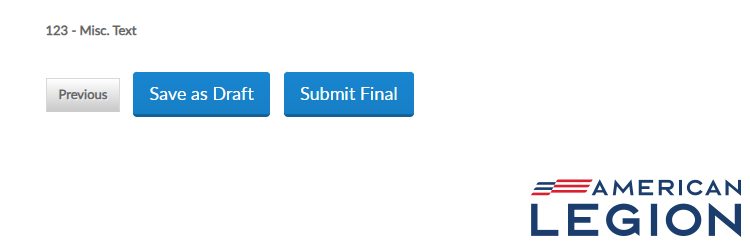 123 - Misc. Text
Previous Save as Draft Submit Final
AMERICAN
LEGION